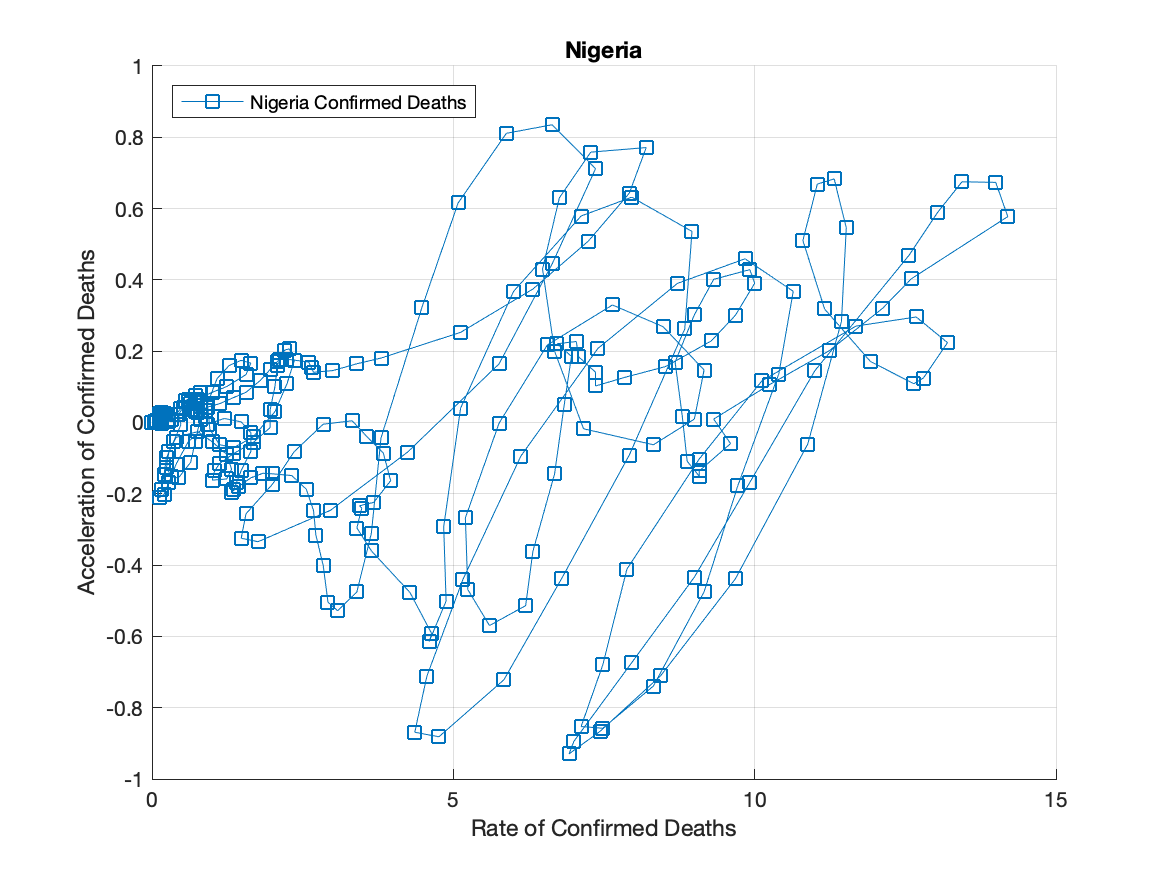 Nigeria
1
0.8
0.6
0.4
0.2
0
-0.2
-0.4
-0.6
-0.8
-1
Nigeria Confirmed Deaths
Acceleration of Confirmed Deaths
0 5 10 15
Rate of Confirmed Deaths